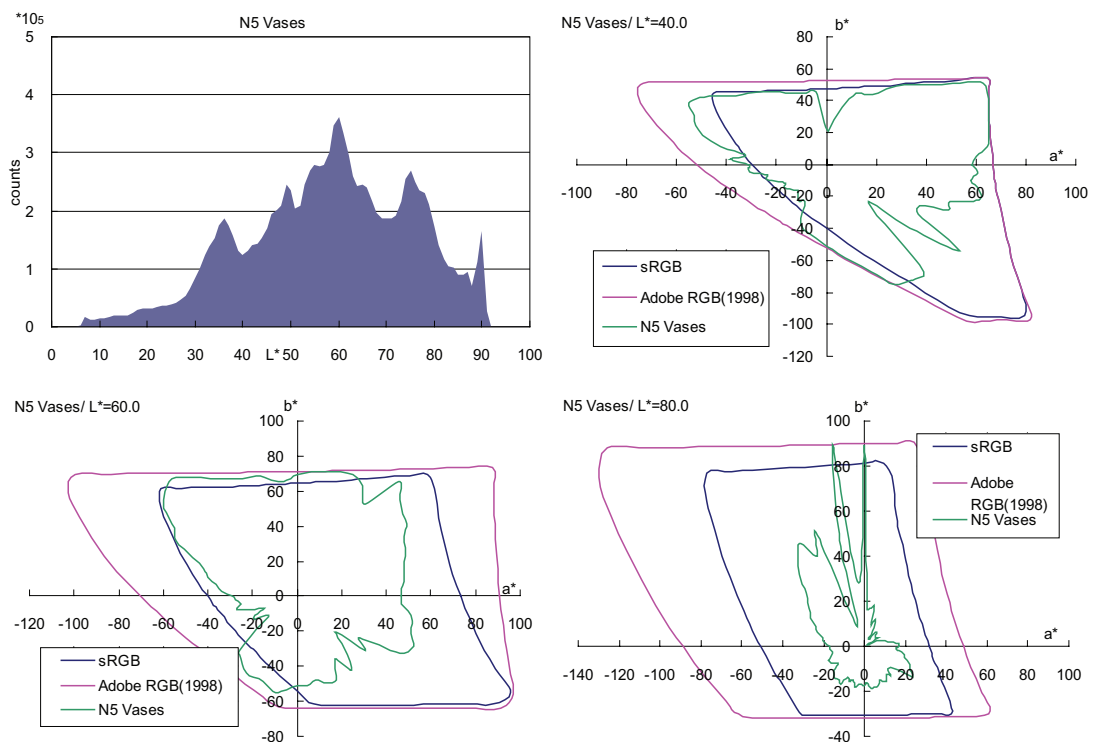 *10⁵
N5 Vases
5
4
3
2
1
0
counts
0 10 20 30 40 L* 50 60 70 80 90 100
N5 Vases/ L*=40.0
b*
80
60
40
20
0
-20
-40
-60
-80
-100
-120
-100 -80 -60 -40 -20 0 20 40 60 80 100
a*
sRGB
Adobe RGB(1998)
N5 Vases
N5 Vases/ L*=60.0
b*
100
80
60
40
20
0
-20
-40
-60
-80
-120 -100 -80 -60 -40 -20 0 20 40 60 80 100
a*
sRGB
Adobe RGB(1998)
N5 Vases
N5 Vases/ L*=80.0
b*
100
80
60
40
20
0
-20
-40
-140 -120 -100 -80 -60 -40 -20 0 20 40 60 80 100
a*
sRGB
Adobe
RGB(1998)
N5 Vases